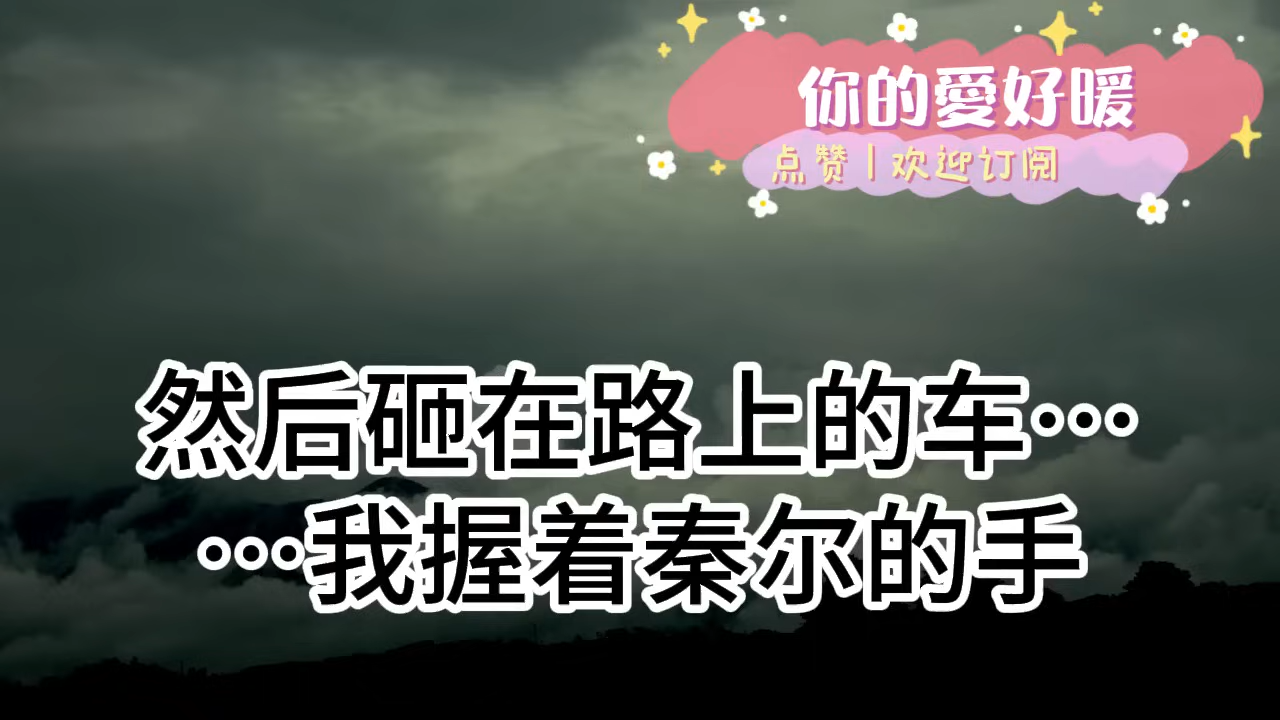 你的愛好暖
点赞 | 欢迎订阅
然后砸在路上的车…
…我握着秦尔的手